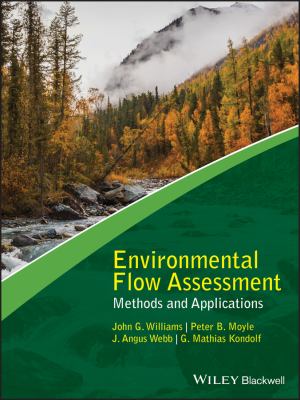 Environmental
Flow Assessment
Methods and Applications
John G. Williams | Peter B. Moyle
J. Angus Webb | G. Mathias Kondolf
WILEY Blackwell